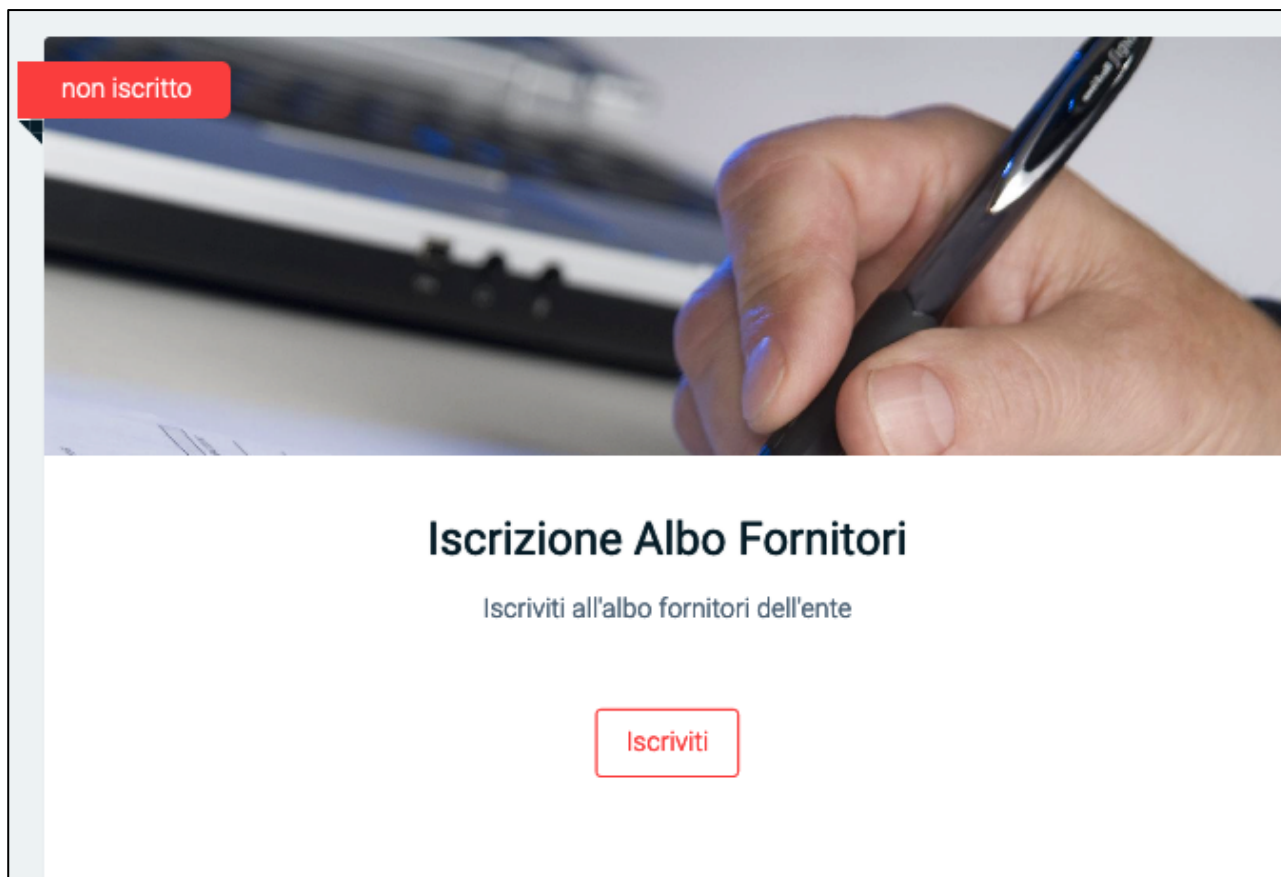 non iscritto
Iscrizione Albo Fornitori
Iscriviti all'albo fornitori dell'ente
Iscriviti